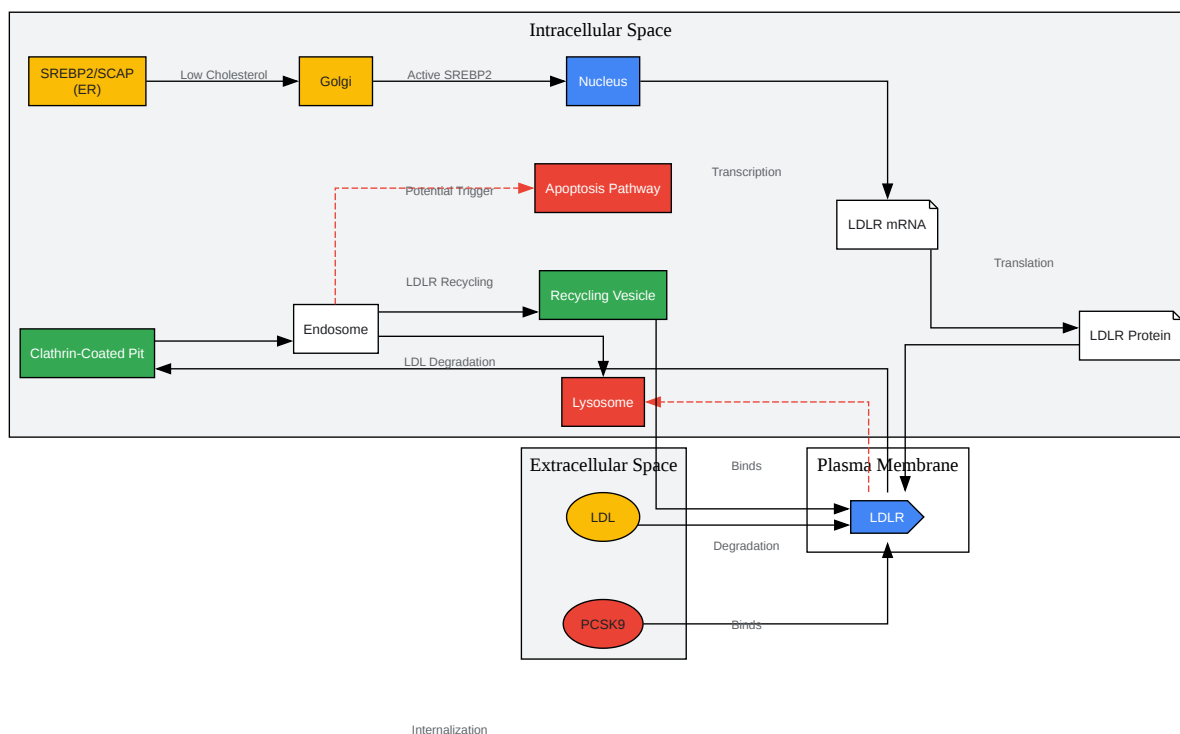 Intracellular Space
SREBP2/SCAP
(ER)
Low Cholesterol
Golgi
Active SREBP2
Nucleus
Potential Trigger
Apoptosis Pathway
Transcription
LDLR mRNA
Translation
LDLR Recycling
Recycling Vesicle
Endosome
LDLR Protein
Clathrin-Coated Pit
LDL Degradation
Lysosome
Extracellular Space
Binds
Plasma Membrane
LDL
LDLR
Degradation
PCSK9
Binds
Internalization